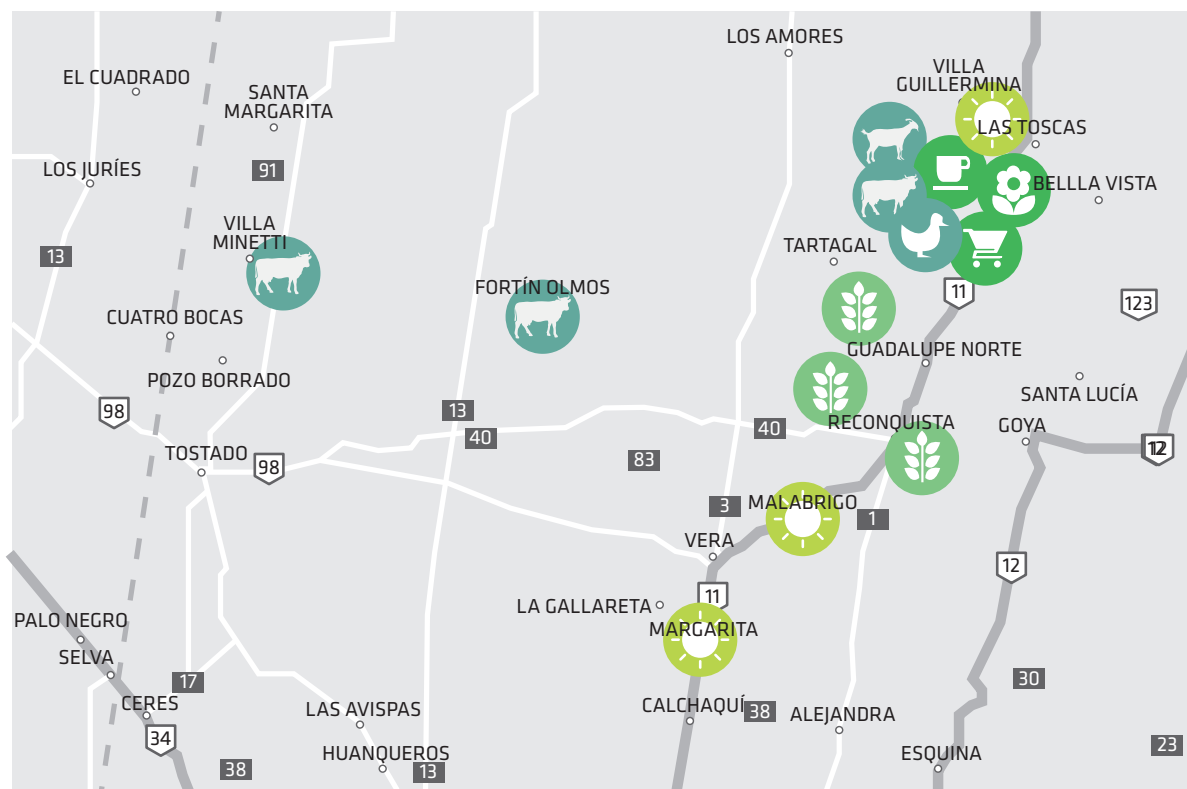 LOS AMORES
VILLA
GUILLERMINA
EL CUADRADO
SANTA
MARGARITA
LAS TOSCAS
LOS JURÍES
91
BELLLA VISTA
VILLA
MINETTI
13
TARTAGAL
FORTÍN OLMOS
11
123
CUATRO BOCAS
GUADALUPE NORTE
POZO BORRADO
SANTA LUCÍA
98
13
40
40
RECONQUISTA
GOYA
12
TOSTADO
98
83
MALABRIGO
3
1
VERA
12
11
LA GALLARETA
PALO NEGRO
MARGARITA
SELVA
17
30
CERES
LAS AVISPAS
CALCHAQUÍ
38
ALEJANDRA
34
HUANQUEROS
ESQUINA
23
38
13